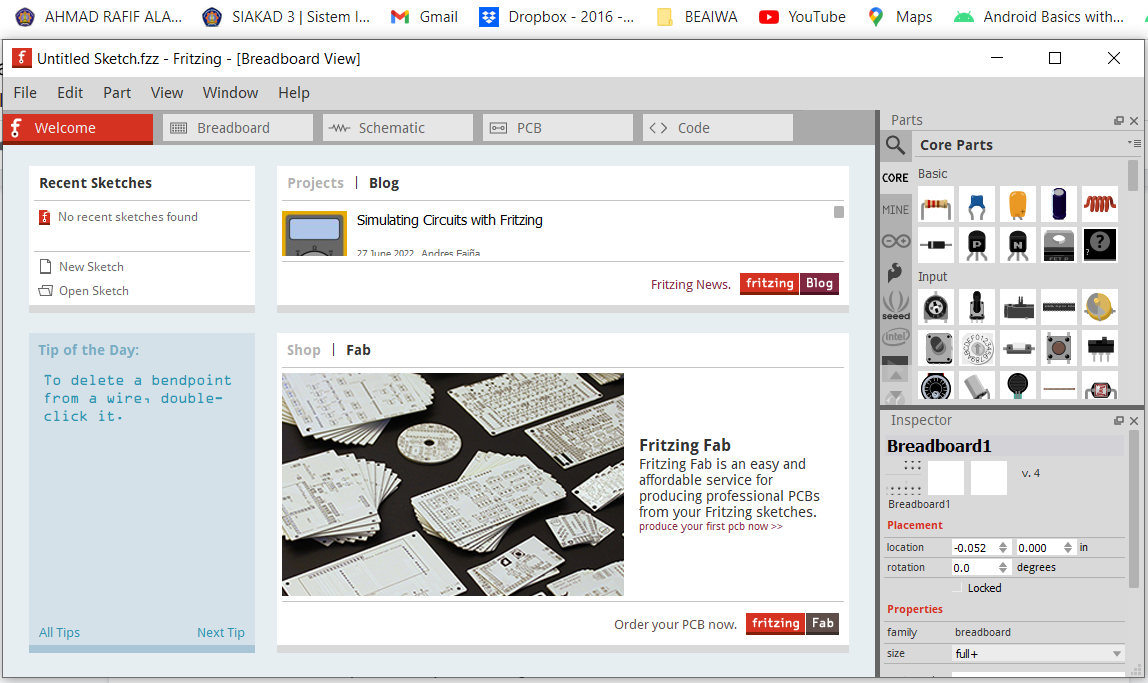 AHMAD RAFIF ALA...
SIAKAD 3 | Sistem I...
Gmail
Dropbox - 2016 -...
BEAIWA
YouTube
Maps
Android Basics with...
Untitled Sketch.fzz - Fritzing - [Breadboard View]
File Edit Part View Window Help
Welcome
Breadboard
Schematic
PCB
Code
Recent Sketches
No recent sketches found
New Sketch
Open Sketch
Projects | Blog
Simulating Circuits with Fritzing
27 June 2022 Andres Faiña
Fritzing News. fritzing Blog
Tip of the Day:
To delete a bendpoint
from a wire, double-
click it.
All Tips
Next Tip
Shop | Fab
Fritzing Fab
Fritzing Fab is an easy and
affordable service for
producing professional PCBs
from your Fritzing sketches.
produce your first pcb now >>
Order your PCB now. fritzing Fab
Parts
Core Parts
CORE
MINE
seeed
intel
Basic
P
N
FET P
?
?
Input
Inspector
Breadboard1
v. 4
Breadboard1
Placement
location -0.052 0.000 in
rotation 0.0 degrees
Locked
Properties
family breadboard
size full+